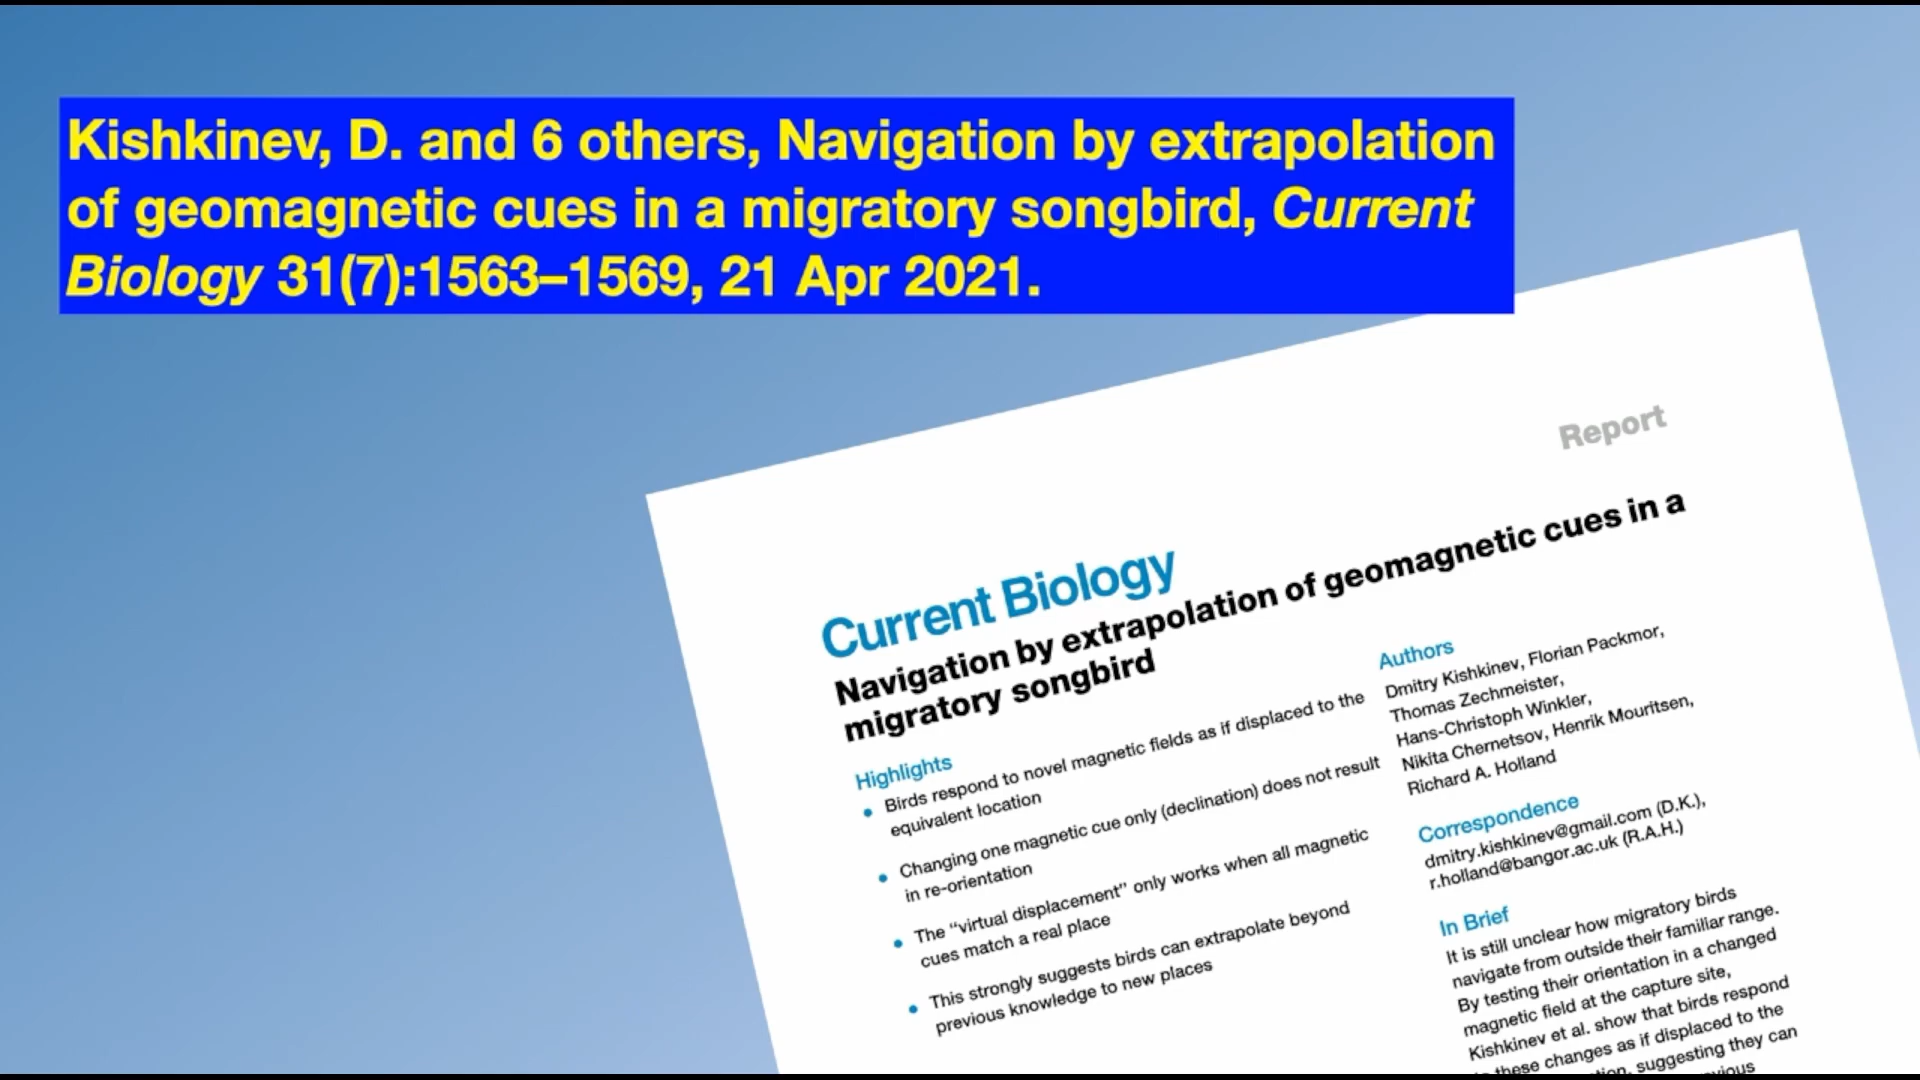 Kishkinev, D. and 6 others, Navigation by extrapolation
of geomagnetic cues in a migratory songbird, Current
Biology 31(7):1563–1569, 21 Apr 2021.
Report
Current Biology
Navigation by extrapolation of geomagnetic cues in a
migratory songbird
Highlights
• Birds respond to novel magnetic fields as if displaced to the
equivalent location
• Changing one magnetic cue only (declination) does not result
in re-orientation
• The “virtual displacement” only works when all magnetic
cues match a real place
• This strongly suggests birds can extrapolate beyond
previous knowledge to new places
Authors
Dmitry Kishkinev, Florian Packmor,
Thomas Zechmeister,
Hans-Christoph Winkler,
Nikita Chernetsov, Henrik Mouritsen,
Richard A. Holland
Correspondence
dmitry.kishkinev@gmail.com (D.K.),
r.holland@bangor.ac.uk (R.A.H.)
In Brief
It is still unclear how migratory birds
navigate from outside their familiar range.
By testing their orientation in a changed
magnetic field at the capture site,
Kishkinev et al. show that birds respond
these changes as if displaced to the
suggesting they can